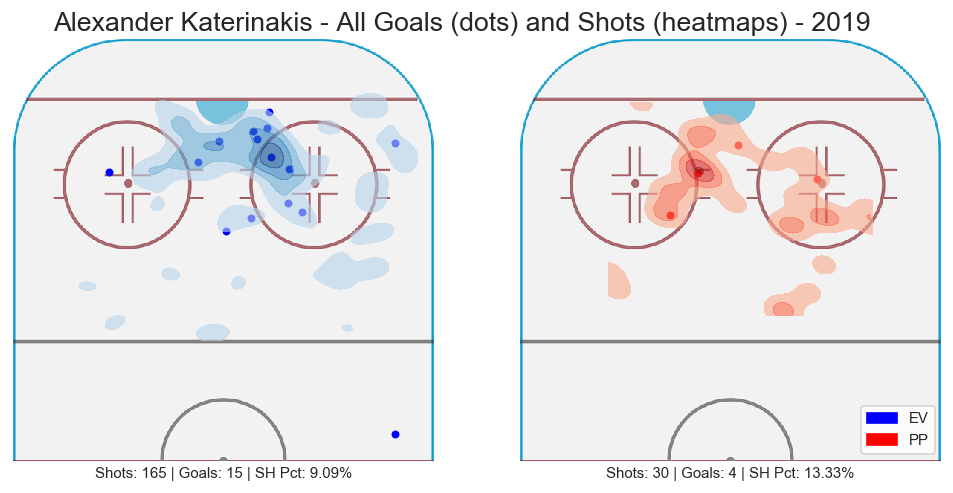 Alexander Katerinakis - All Goals (dots) and Shots (heatmaps) - 2019
EV
PP
Shots: 165 | Goals: 15 | SH Pct: 9.09%
Shots: 30 | Goals: 4 | SH Pct: 13.33%